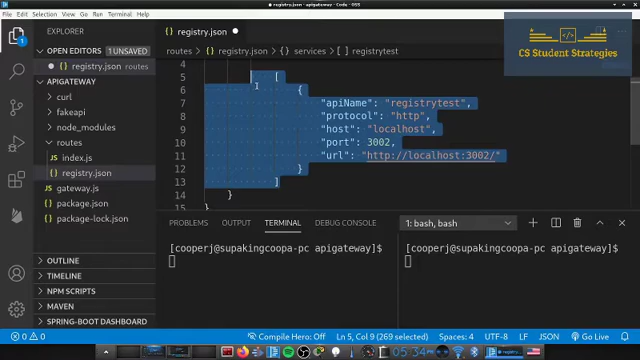 registry.json - apigateway - Code - OSS
File Edit Selection View Go Run Terminal Help
EXPLORER
OPEN EDITORS 1 UNSAVED
registry.json routes
APIGATEWAY
curl
fakeapi
node_modules
routes
index.js
registry.json
gateway.js
package.json
package-lock.json
OUTLINE
TIMELINE
NPM SCRIPTS
MAVEN
SPRING-BOOT DASHBOARD
registry.json
routes > registry.json > {} services > [ ] registrytest
4
5 [
6 {
7 "apiName": "registrytest",
8 "protocol": "http",
9 "host": "localhost",
10 "port": 3002,
11 "url": "http://localhost:3002/"
12 }
13 ]
14 }
15 }
CS Student Strategies
PROBLEMS OUTPUT TERMINAL DEBUG CONSOLE 1: bash, bash
[cooperj@supakingcoopa-pc apigateway]$
[cooperj@supakingcoopa-pc apigateway]$
0 0 Compile Hero: Off Ln 5, Col 9 (269 selected) Spaces: 4 UTF-8 LF JSON
05:34 PM